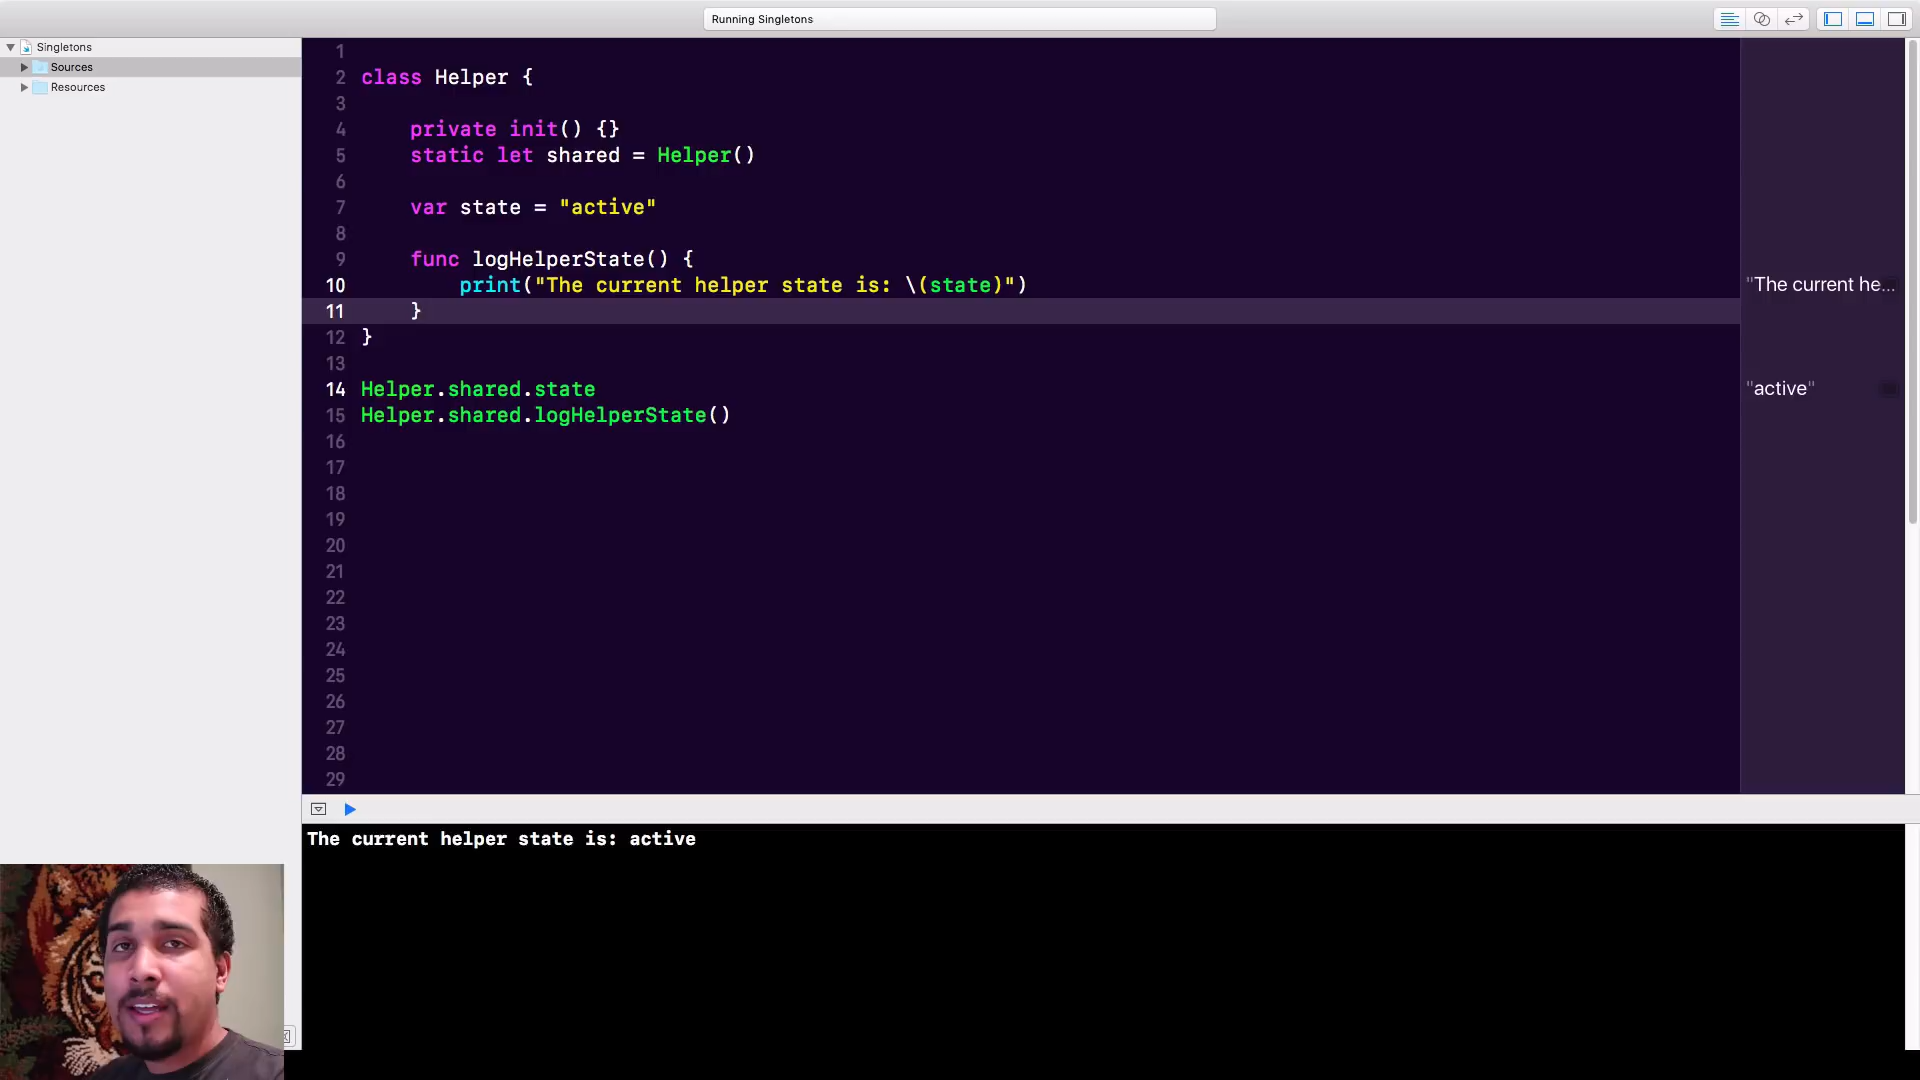 Running Singletons
Singletons
Sources
Resources
1
2 class Helper {
3
4 private init() {}
5 static let shared = Helper()
6
7 var state = "active"
8
9 func logHelperState() {
10 print("The current helper state is: \(state)")
"The current he...
11 }
12 }
13
14 Helper.shared.state
"active"
15 Helper.shared.logHelperState()
16
17
18
19
20
21
22
23
24
25
26
27
28
29
The current helper state is: active